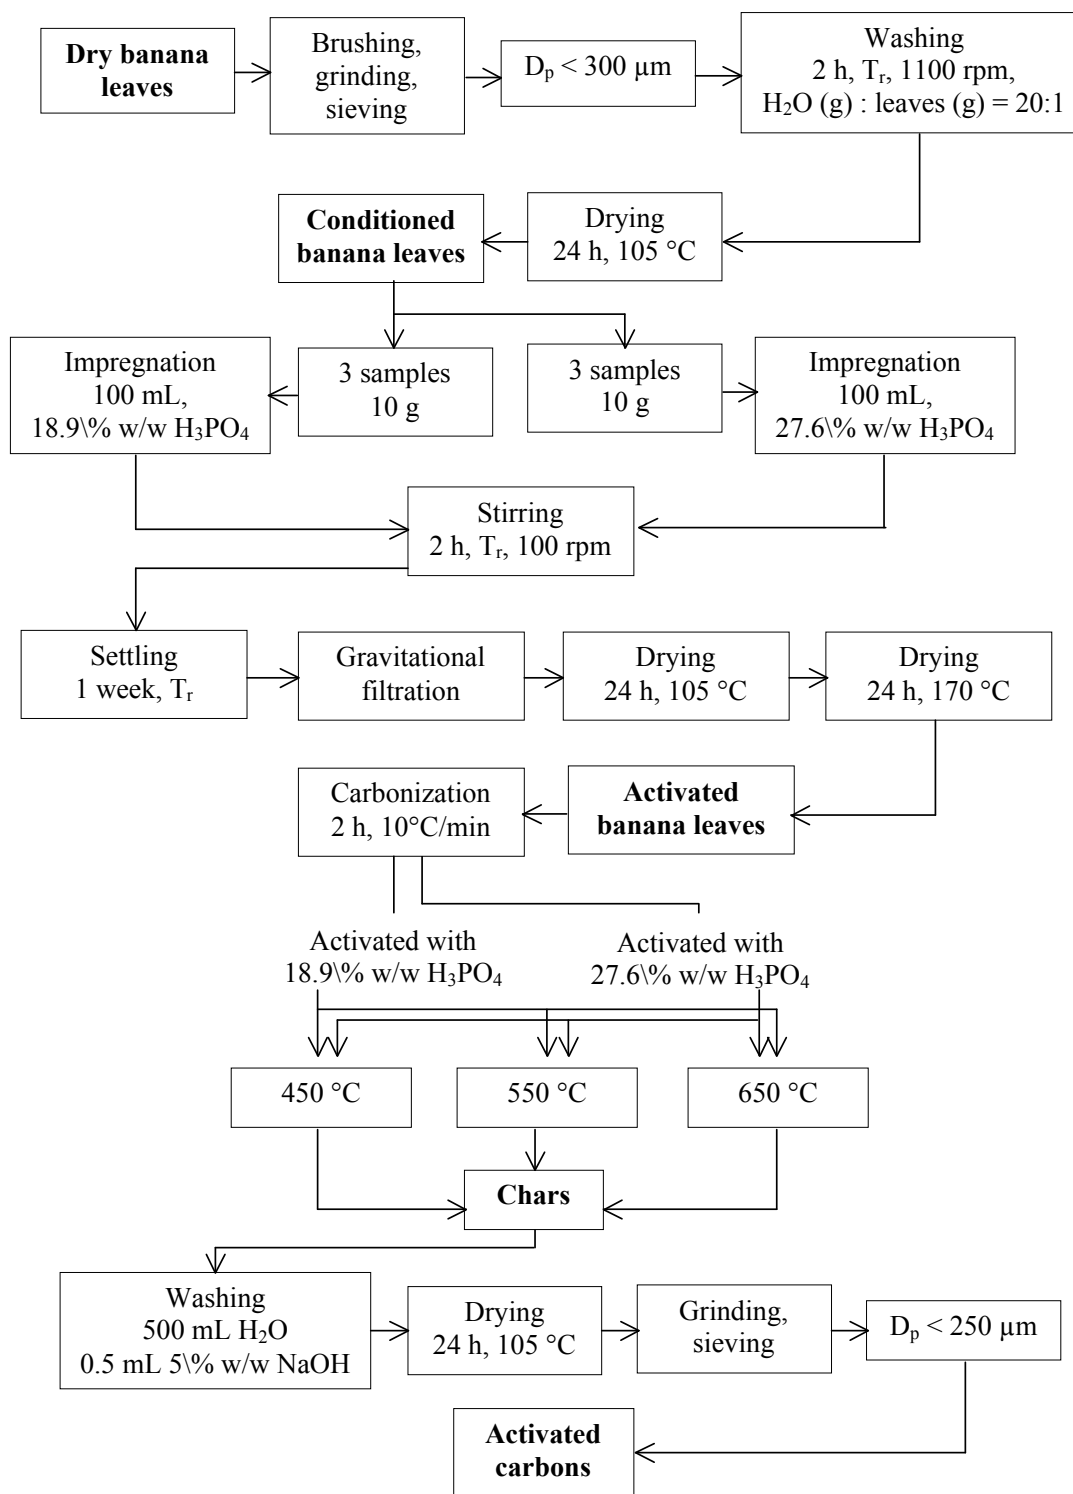 Dry banana
leaves
Brushing,
grinding,
sieving
Dₚ < 300 µm
Washing
2 h, Tᵣ, 1100 rpm,
H₂O (g) : leaves (g) = 20:1
Conditioned
banana leaves
Drying
24 h, 105 °C
Impregnation
100 mL,
18.9\% w/w H₃PO₄
3 samples
10 g
3 samples
10 g
Impregnation
100 mL,
27.6\% w/w H₃PO₄
Stirring
2 h, Tᵣ, 100 rpm
Settling
1 week, Tᵣ
Gravitational
filtration
Drying
24 h, 105 °C
Drying
24 h, 170 °C
Carbonization
2 h, 10°C/min
Activated
banana leaves
Activated with
18.9\% w/w H₃PO₄
Activated with
27.6\% w/w H₃PO₄
450 °C
550 °C
650 °C
Chars
Washing
500 mL H₂O
0.5 mL 5\% w/w NaOH
Drying
24 h, 105 °C
Grinding,
sieving
Dₚ < 250 µm
Activated
carbons